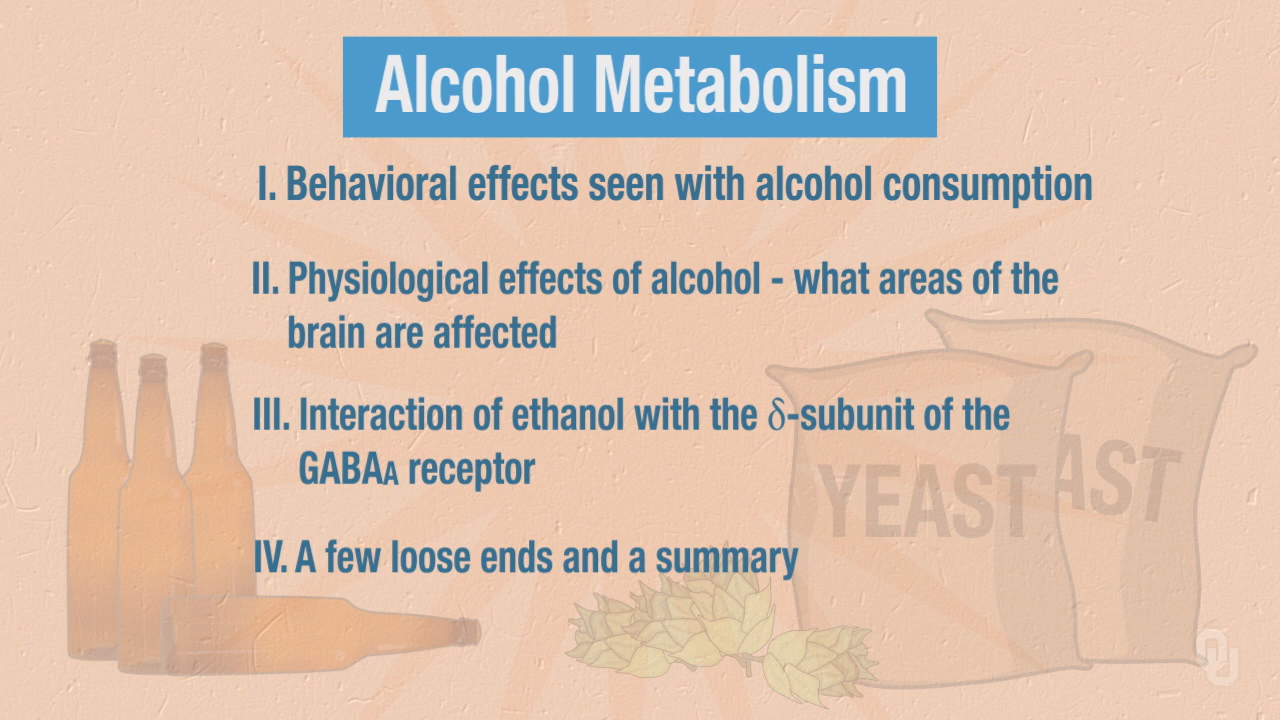 Alcohol Metabolism
I. Behavioral effects seen with alcohol consumption
II. Physiological effects of alcohol - what areas of the
brain are affected
III. Interaction of ethanol with the δ-subunit of the
GABAA receptor
IV. A few loose ends and a summary
YEAST
AST
OU